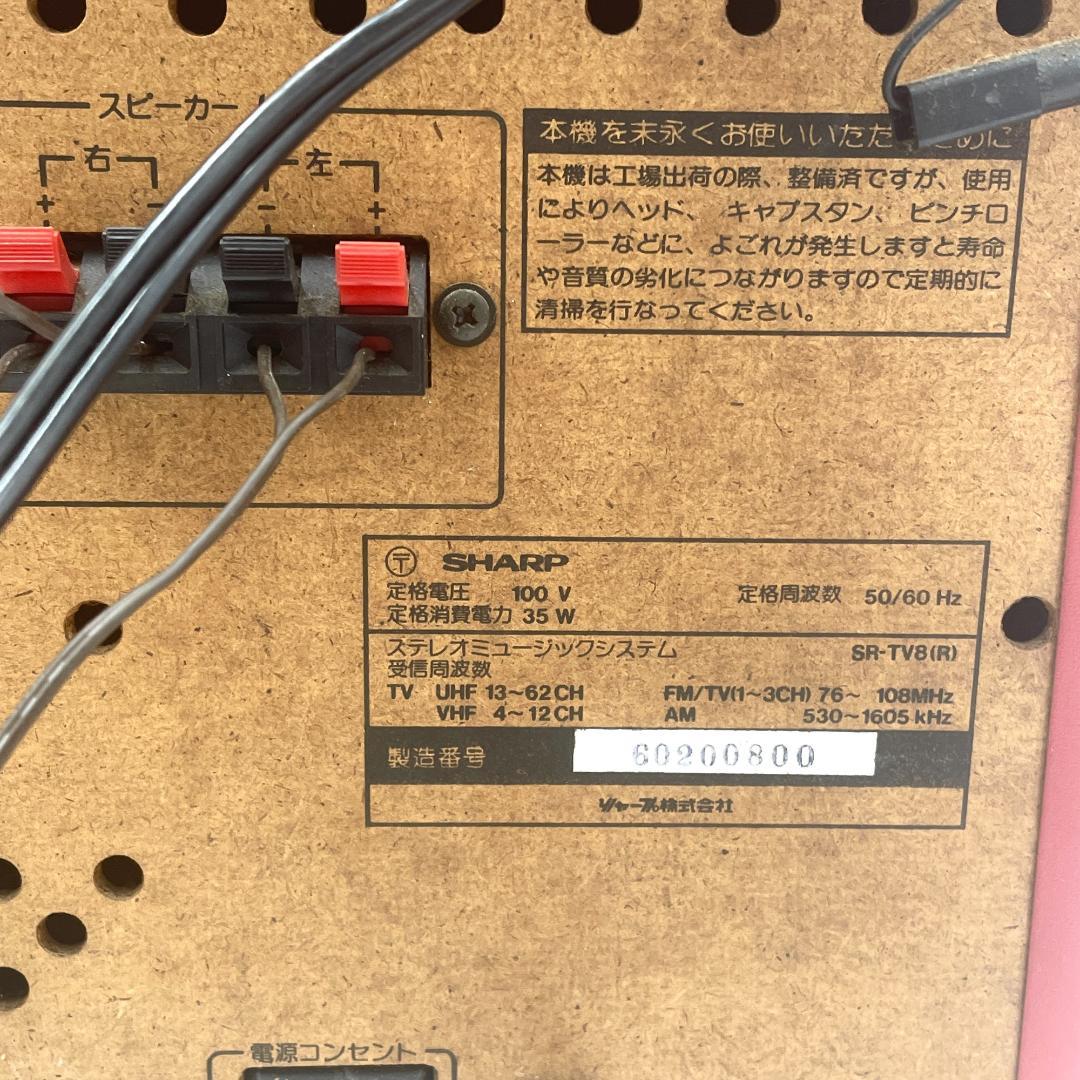 スピーカー
右
左
+
-
-
+
本機を末永くお使いいただ めに
本機は工場出荷の際、整備済ですが、使用
によりヘッド、キャプスタン、ピンチロ
ーラーなどに、よごれが発生しますと寿命
や音質の劣化につながりますので定期的に
清掃を行なってください。
〒 SHARP
定格電圧 100 V 定格周波数 50/60 Hz
定格消費電力 35 W
ステレオミュージックシステム SR-TV8(R)
受信周波数
TV UHF 13~62CH FM/TV(1~3CH) 76~ 108MHz
VHF 4~12CH AM 530~1605 kHz
製造番号 60200800
シャープ株式会社
電源コンセント